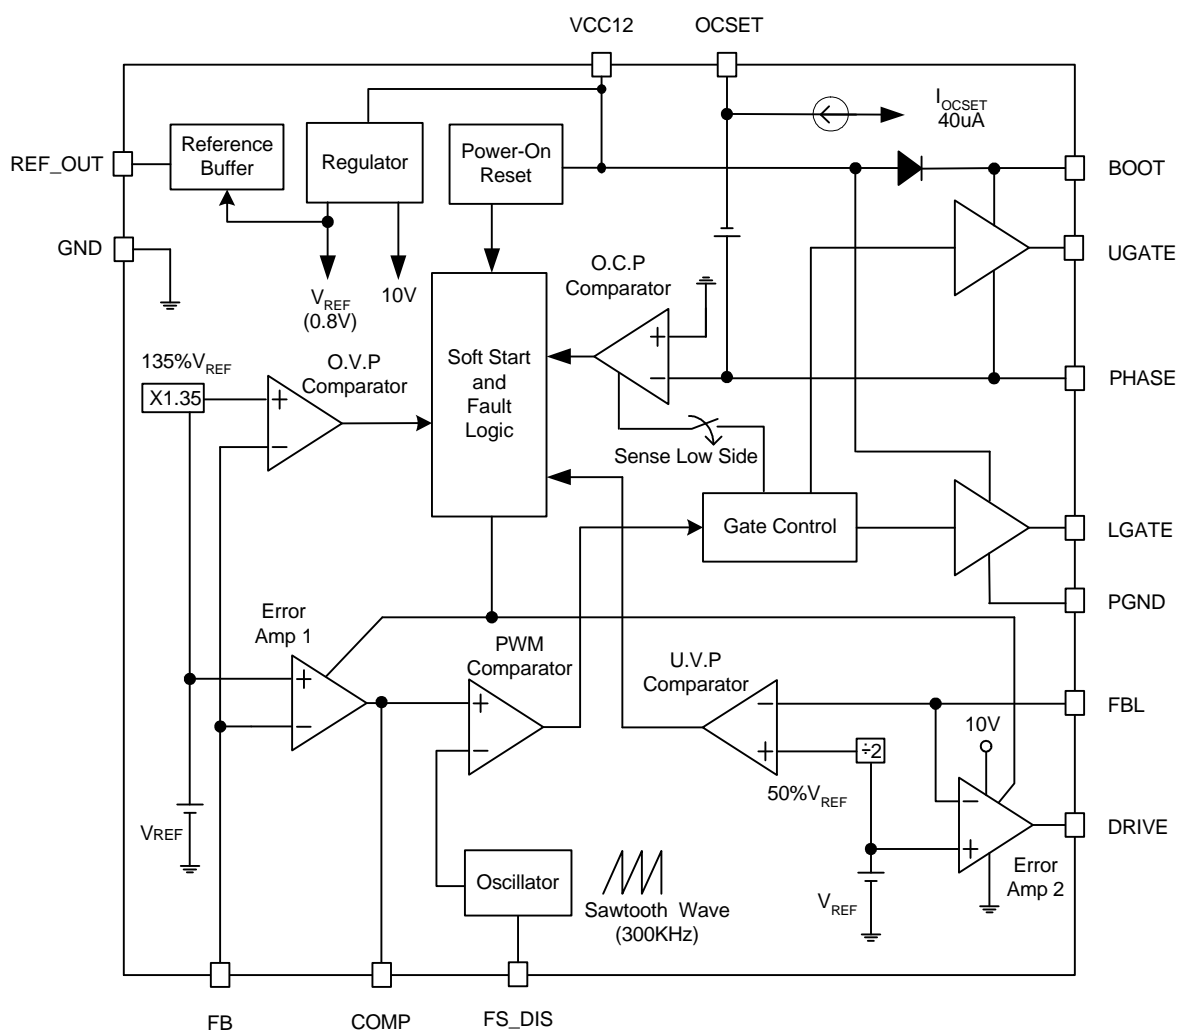 VCC12
OCSET
I_OCSET
40uA
REF_OUT
Reference
Buffer
Regulator
Power-On
Reset
BOOT
GND
UGATE
O.C.P
Comparator
V_REF
(0.8V)
10V
+
−
PHASE
135%V_REF
X1.35
O.V.P
Comparator
+
−
Soft Start
and
Fault
Logic
Sense Low Side
Gate Control
LGATE
PGND
Error
Amp 1
+
−
PWM
Comparator
+
−
U.V.P
Comparator
−
+
FBL
10V
÷2
50%V_REF
−
+
DRIVE
Error
Amp 2
VREF
V_REF
Oscillator
Sawtooth Wave
(300KHz)
FB
COMP
FS_DIS